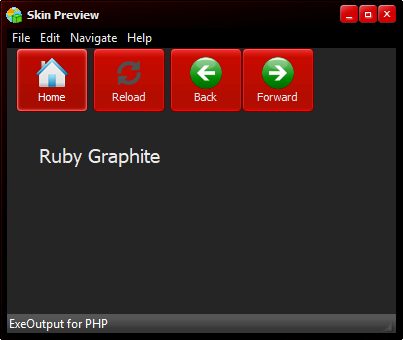 Skin Preview
File Edit Navigate Help
Home Reload Back Forward
Ruby Graphite
ExeOutput for PHP